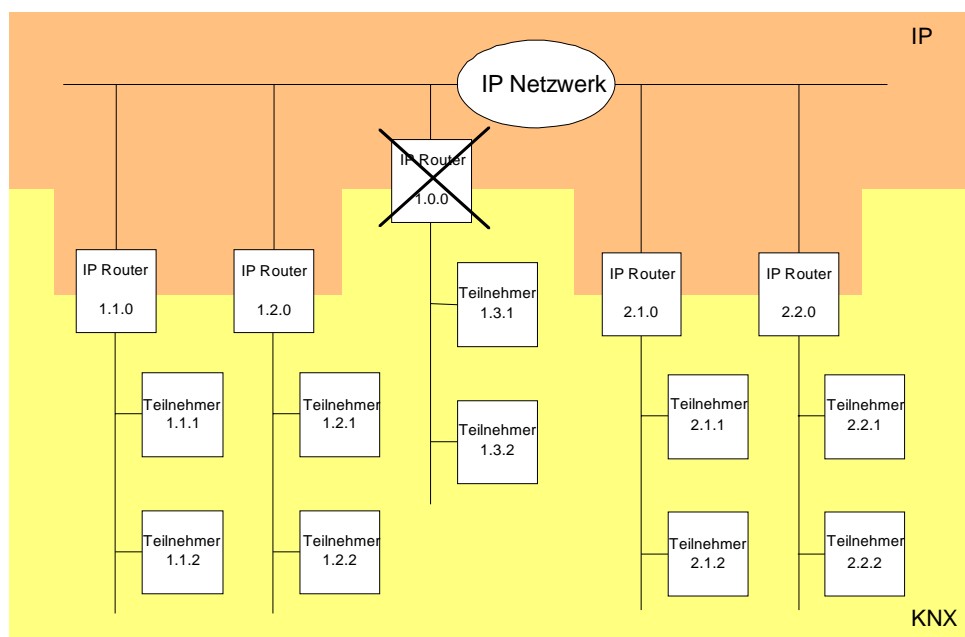 IP
IP Netzwerk
IP Router
1.0.0
IP Router
1.1.0
IP Router
1.2.0
IP Router
2.1.0
IP Router
2.2.0
Teilnehmer
1.3.1
Teilnehmer
1.1.1
Teilnehmer
1.2.1
Teilnehmer
1.3.2
Teilnehmer
2.1.1
Teilnehmer
2.2.1
Teilnehmer
1.1.2
Teilnehmer
1.2.2
Teilnehmer
2.1.2
Teilnehmer
2.2.2
KNX